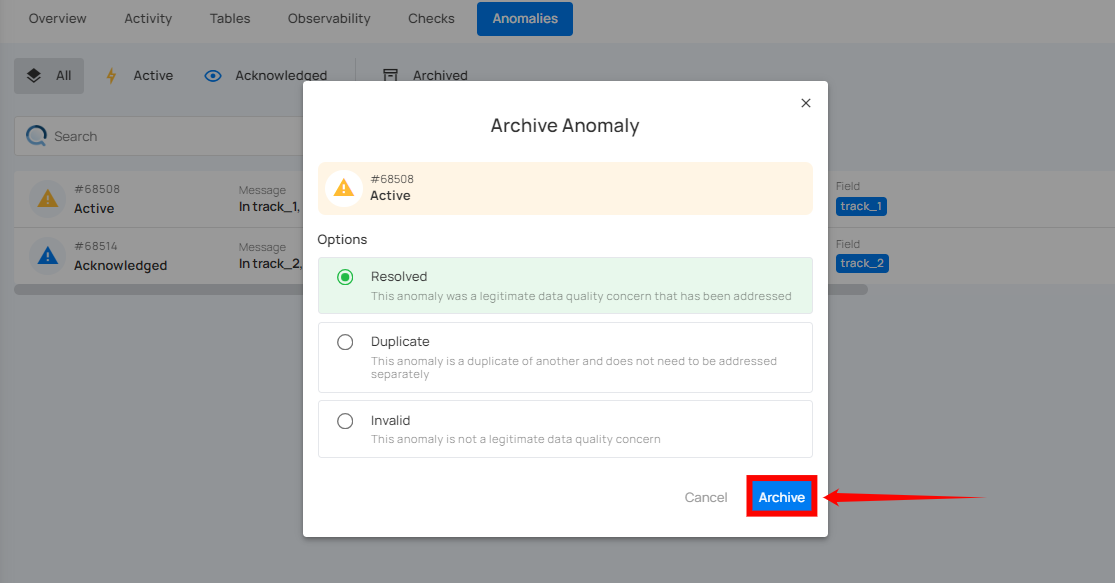 Overview Activity Tables Observability Checks Anomalies
All Active Acknowledged Archived
Archive Anomaly
Search
#68508
Active
Message
In track_1,
Field
track_1
#68514
Acknowledged
Message
In track_2,
Field
track_2
#68508
Active
Options
Resolved
This anomaly was a legitimate data quality concern that has been addressed
Duplicate
This anomaly is a duplicate of another and does not need to be addressed
separately
Invalid
This anomaly is not a legitimate data quality concern
Cancel Archive